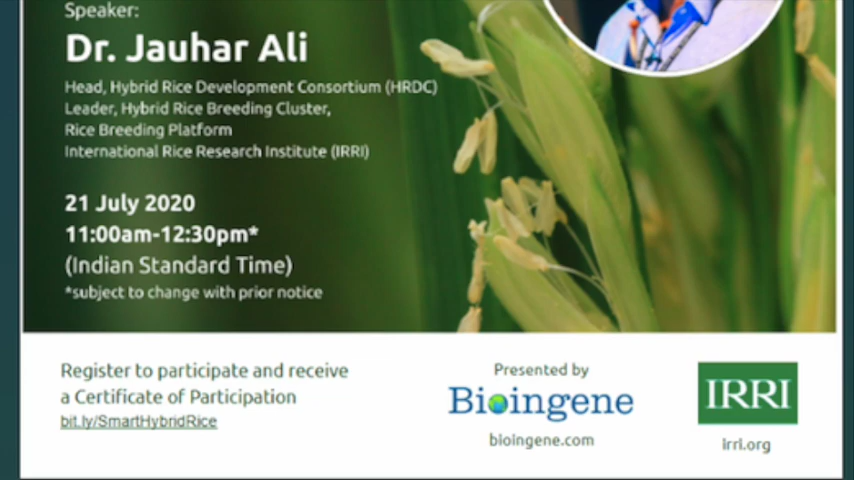 Speaker:
Dr. Jauhar Ali
Head, Hybrid Rice Development Consortium (HRDC)
Leader, Hybrid Rice Breeding Cluster,
Rice Breeding Platform
International Rice Research Institute (IRRI)
21 July 2020
11:00am-12:30pm*
(Indian Standard Time)
*subject to change with prior notice
Register to participate and receive
a Certificate of Participation
bit.ly/SmartHybridRice
Presented by
Bioingene
bioingene.com
IRRI
irri.org